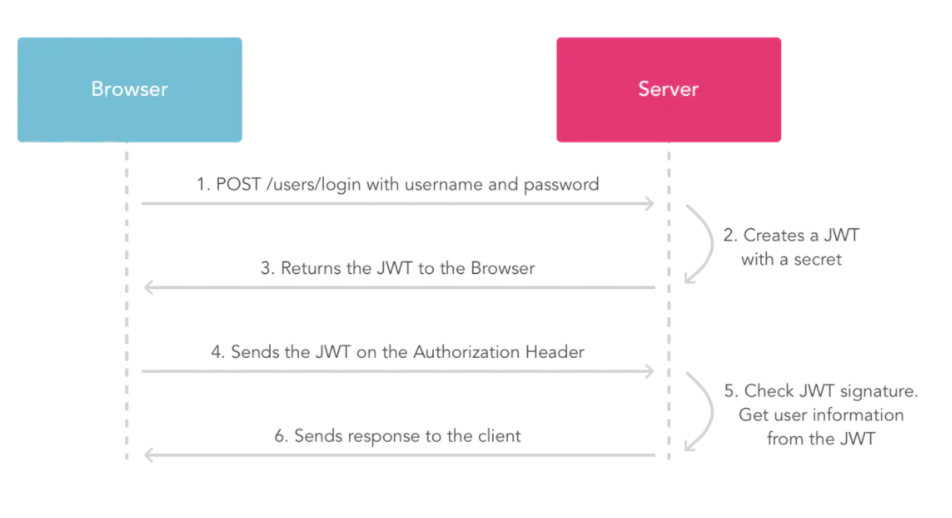 Browser
Server
1. POST /users/login with username and password
2. Creates a JWT
with a secret
3. Returns the JWT to the Browser
4. Sends the JWT on the Authorization Header
5. Check JWT signature.
Get user information
from the JWT
6. Sends response to the client